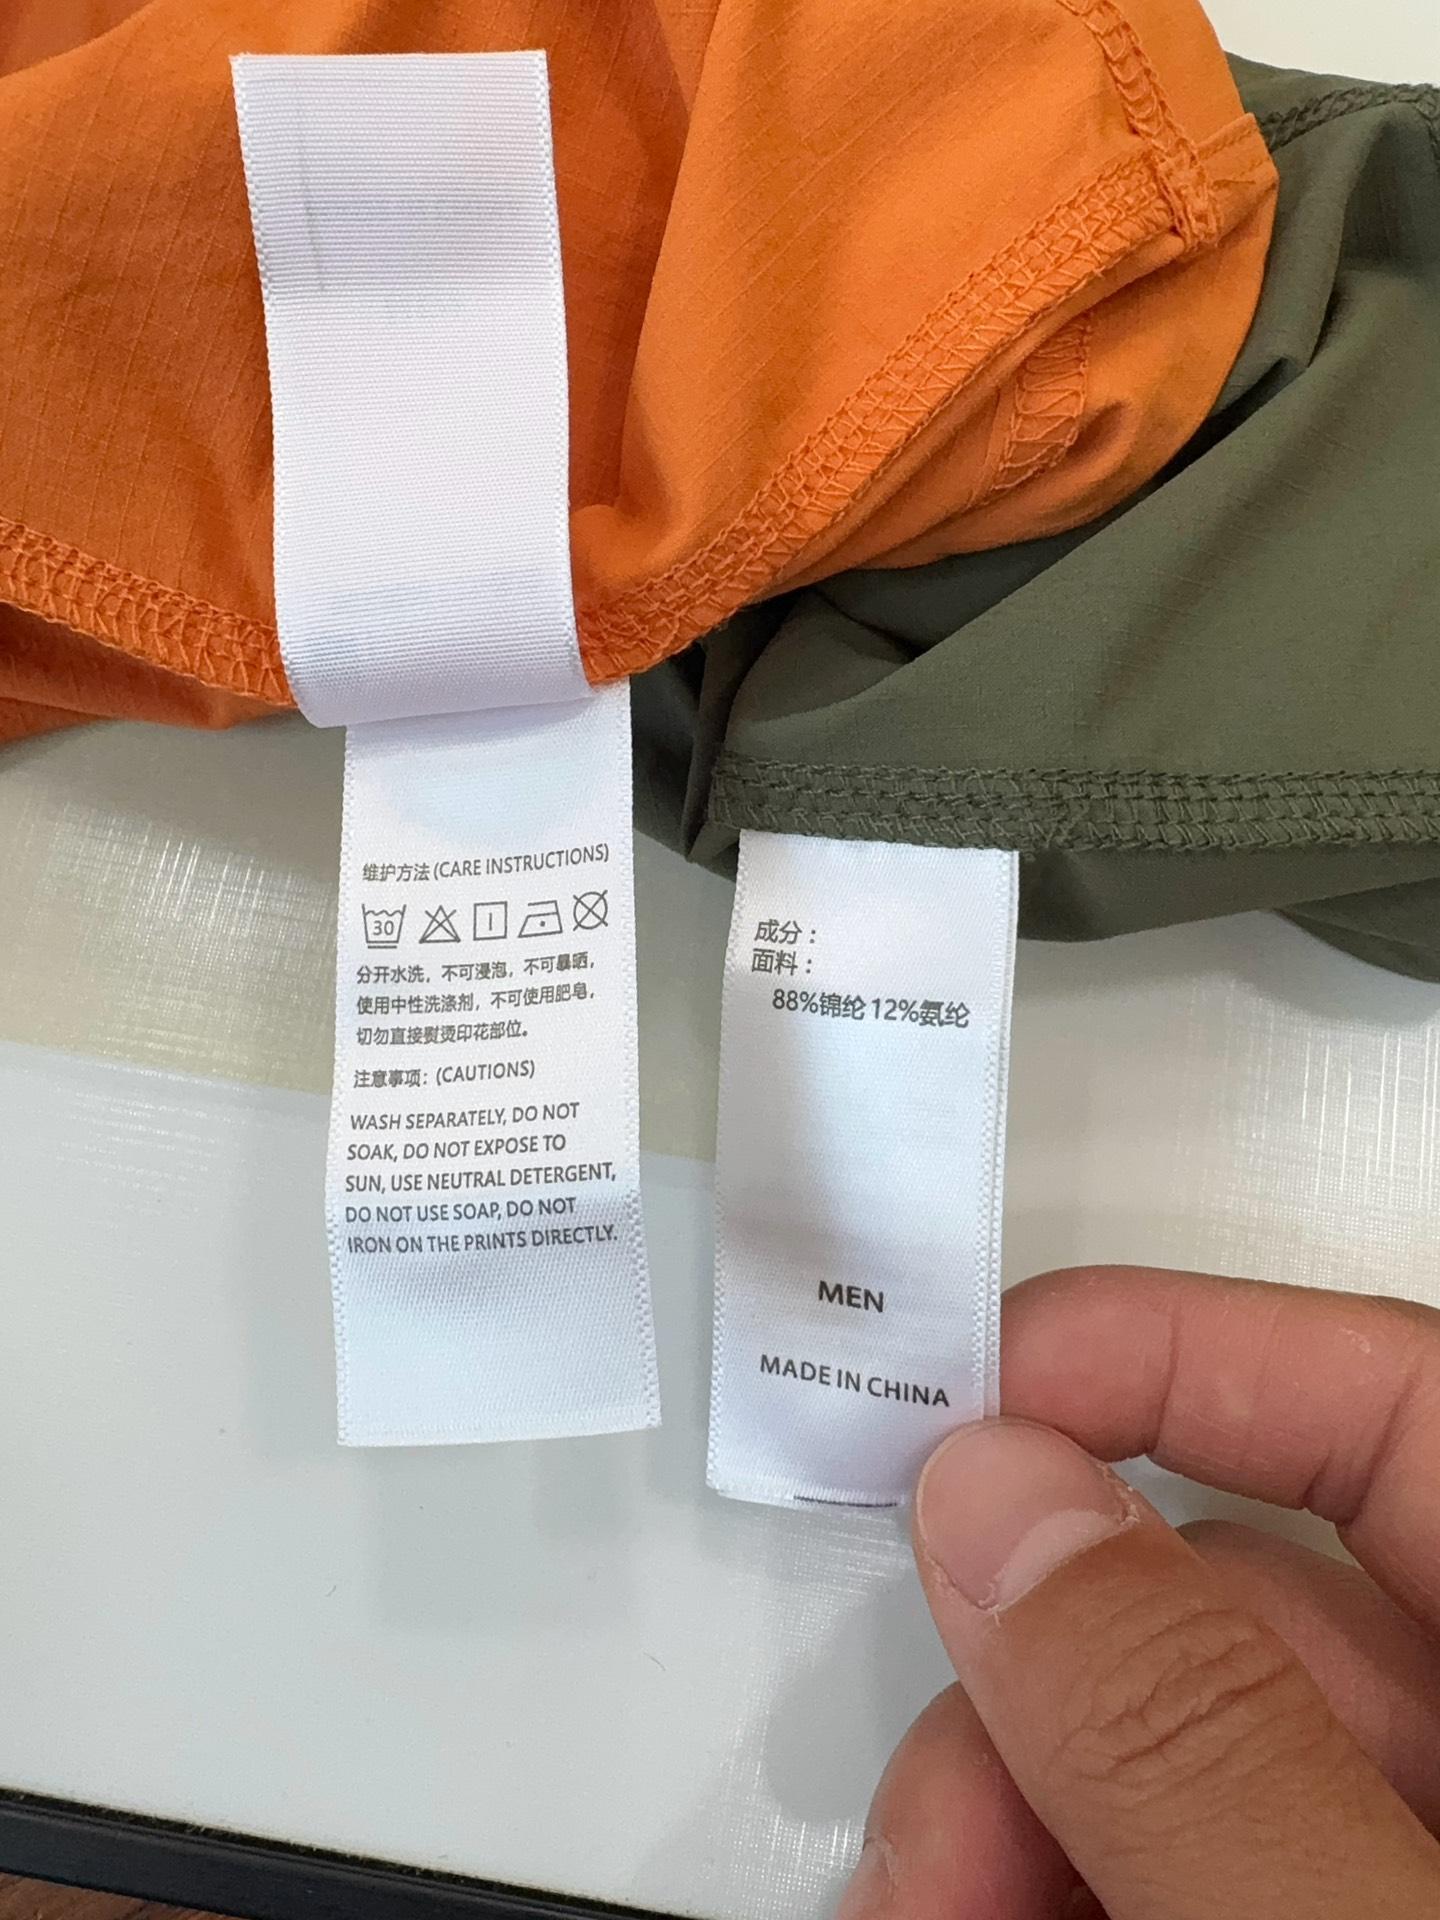 维护方法 (CARE INSTRUCTIONS)
30
分开水洗，不可浸泡，不可暴晒，
使用中性洗涤剂，不可使用肥皂，
切勿直接熨烫印花部位。
注意事项：(CAUTIONS)
WASH SEPARATELY, DO NOT
SOAK, DO NOT EXPOSE TO
SUN, USE NEUTRAL DETERGENT,
DO NOT USE SOAP, DO NOT
IRON ON THE PRINTS DIRECTLY.
成分：
面料：
88%锦纶 12%氨纶
MEN
MADE IN CHINA